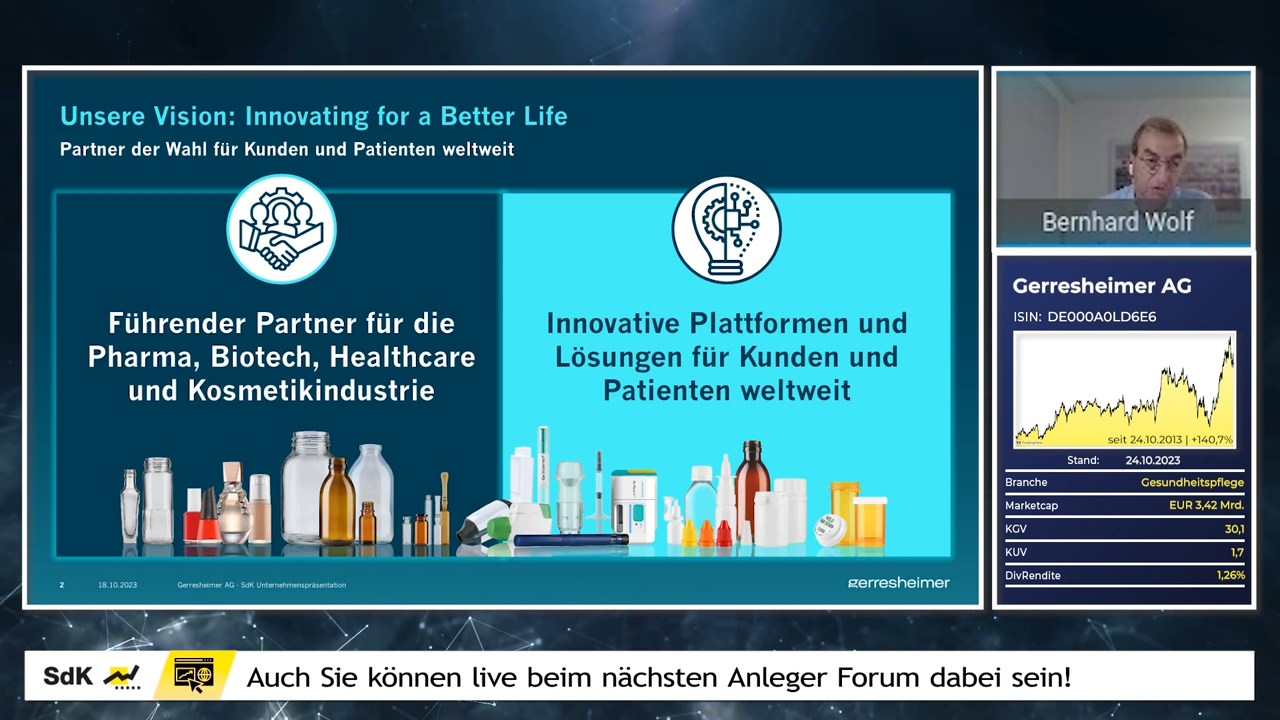 Unsere Vision: Innovating for a Better Life
Partner der Wahl für Kunden und Patienten weltweit
Führender Partner für die
Pharma, Biotech, Healthcare
und Kosmetikindustrie
Innovative Plattformen und
Lösungen für Kunden und
Patienten weltweit
2 18.10.2023 Gerresheimer AG - SdK Unternehmenspräsentation
gerresheimer
Bernhard Wolf
Gerresheimer AG
ISIN: DE000A0LD6E6
seit 24.10.2013 | +140,7%
Stand: 24.10.2023
Branche Gesundheitspflege
Marketcap EUR 3,42 Mrd.
KGV 30,1
KUV 1,7
DivRendite 1,26%
SdK Auch Sie können live beim nächsten Anleger Forum dabei sein!